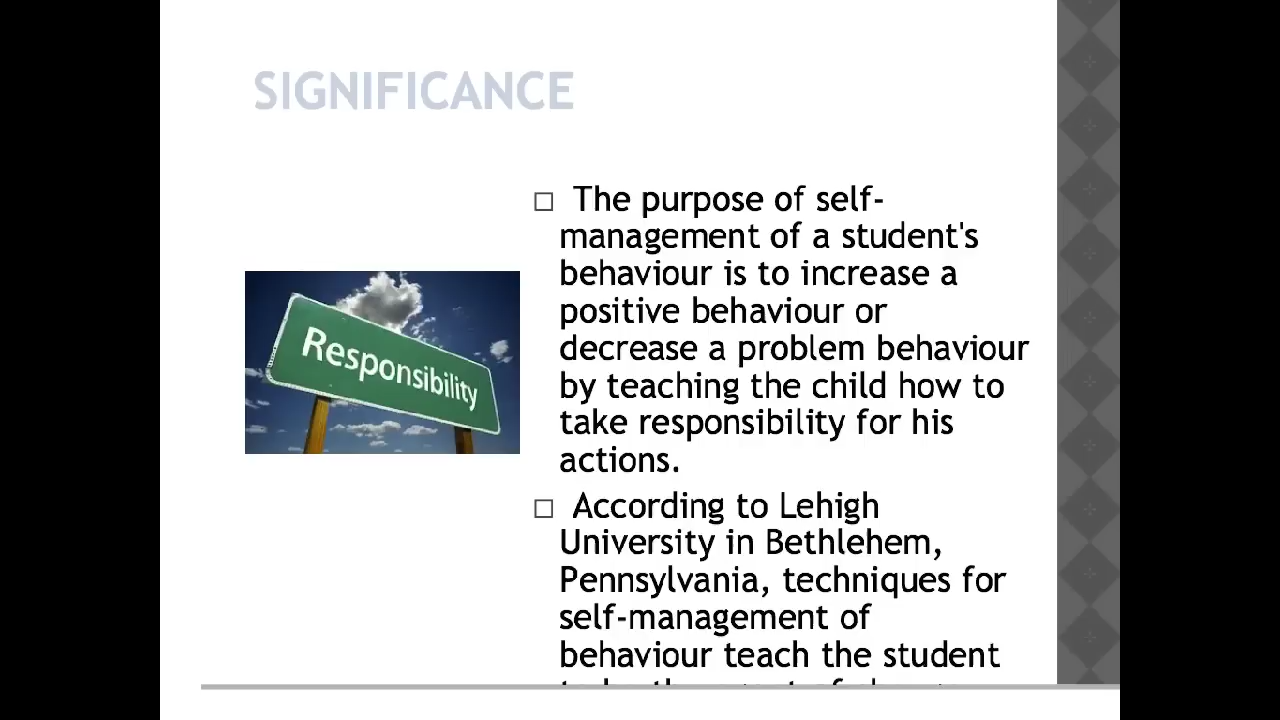 SIGNIFICANCE
Responsibility
The purpose of self-
management of a student's
behaviour is to increase a
positive behaviour or
decrease a problem behaviour
by teaching the child how to
take responsibility for his
actions.
According to Lehigh
University in Bethlehem,
Pennsylvania, techniques for
self-management of
behaviour teach the student